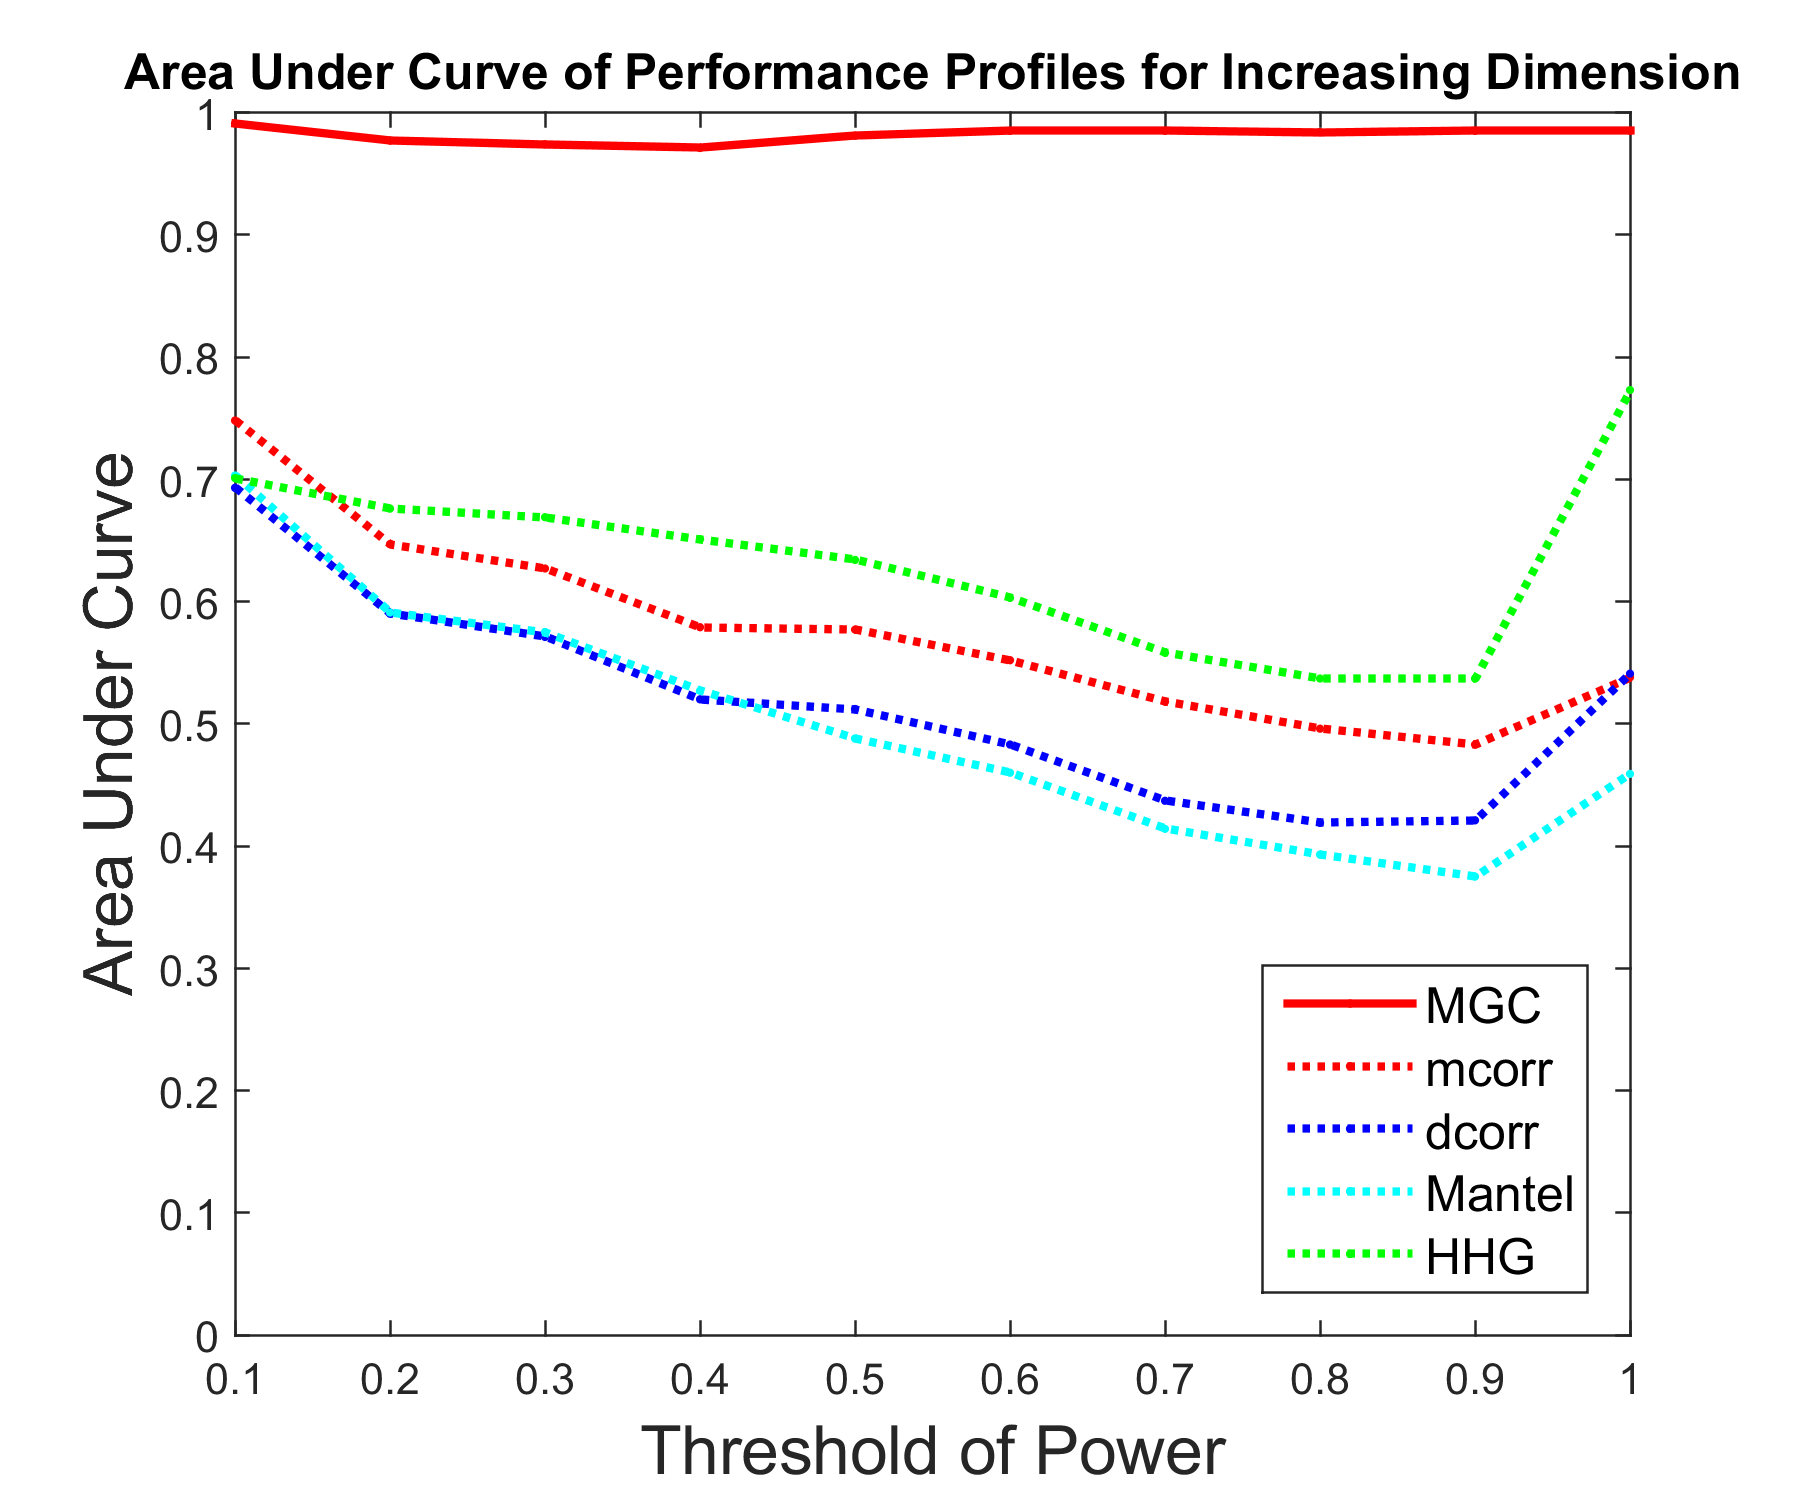 Area Under Curve of Performance Profiles for Increasing Dimension
1
0.9
0.8
0.7
0.6
0.5
0.4
0.3
0.2
0.1
0
Area Under Curve
MGC
mcorr
dcorr
Mantel
HHG
0.1 0.2 0.3 0.4 0.5 0.6 0.7 0.8 0.9 1
Threshold of Power